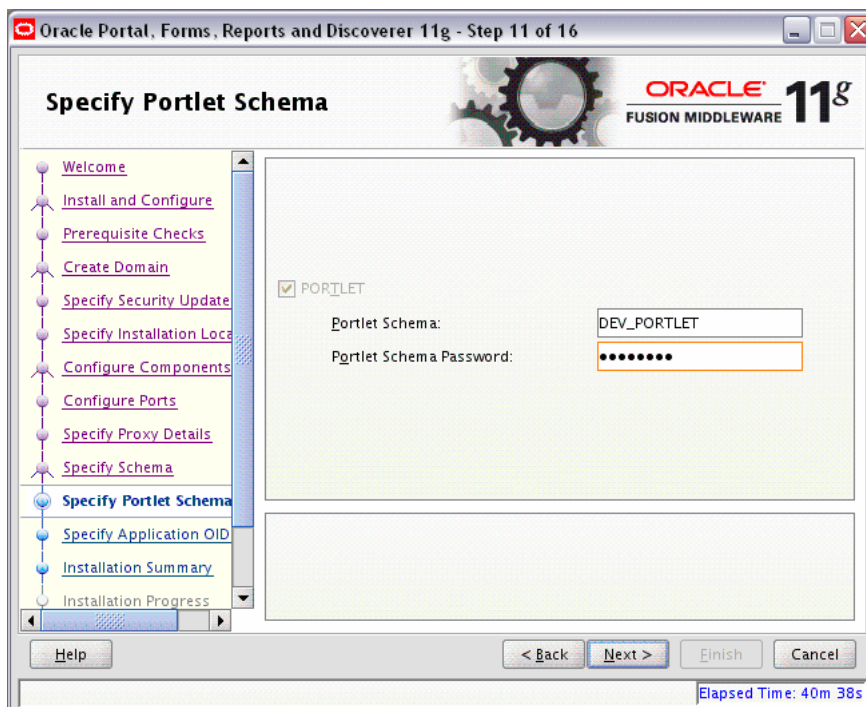 Oracle Portal, Forms, Reports and Discoverer 11g - Step 11 of 16
Specify Portlet Schema
ORACLE
FUSION MIDDLEWARE
11g
Welcome
Install and Configure
Prerequisite Checks
Create Domain
Specify Security Update
Specify Installation Loca
Configure Components
Configure Ports
Specify Proxy Details
Specify Schema
Specify Portlet Schema
Specify Application OID
Installation Summary
Installation Progress
PORTLET
Portlet Schema: DEV_PORTLET
Portlet Schema Password: ●●●●●●●●
Help < Back Next > Finish Cancel
Elapsed Time: 40m 38s